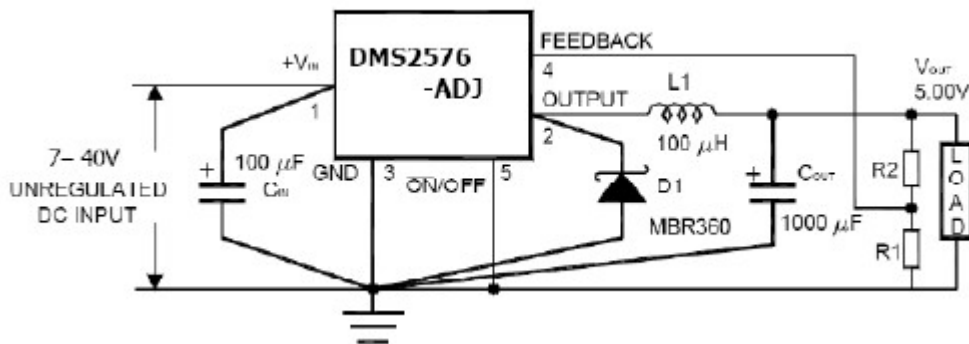 DMS2576
-ADJ
+VIN
1
FEEDBACK
4
OUTPUT
2
L1
100 μH
VOUT
5.00V
7– 40V
UNREGULATED
DC INPUT
+
100 μF
CIN
GND
3
ON/OFF
5
D1
MBR360
+
COUT
1000 μF
R2
R1
LOAD